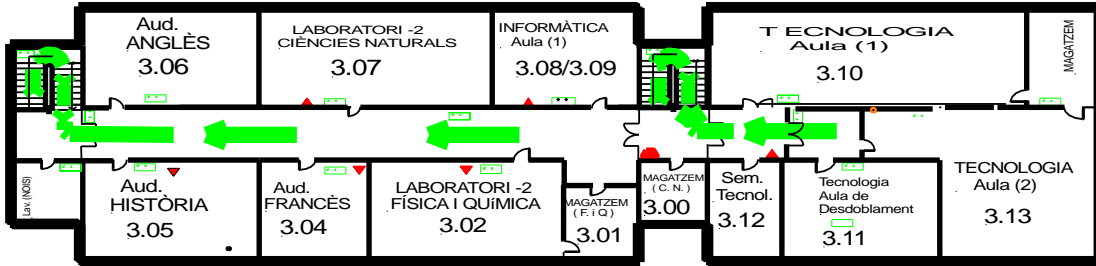 Aud.
ANGLÈS
3.06
LABORATORI -2
CIÈNCIES NATURALS
3.07
INFORMÀTICA
Aula (1)
3.08/3.09
T ECNOLOGIA
Aula (1)
3.10
MAGATZEM
Lav. (NOIS)
Aud.
HISTÒRIA
3.05
Aud.
FRANCÈS
3.04
LABORATORI -2
FÍSICA I QUíMICA
3.02
MAGATZEM
( F. i Q )
3.01
MAGATZEM
( C. N. )
3.00
Sem.
Tecnol.
3.12
Tecnologia
Aula de
Desdoblament
3.11
TECNOLOGIA
Aula (2)
3.13